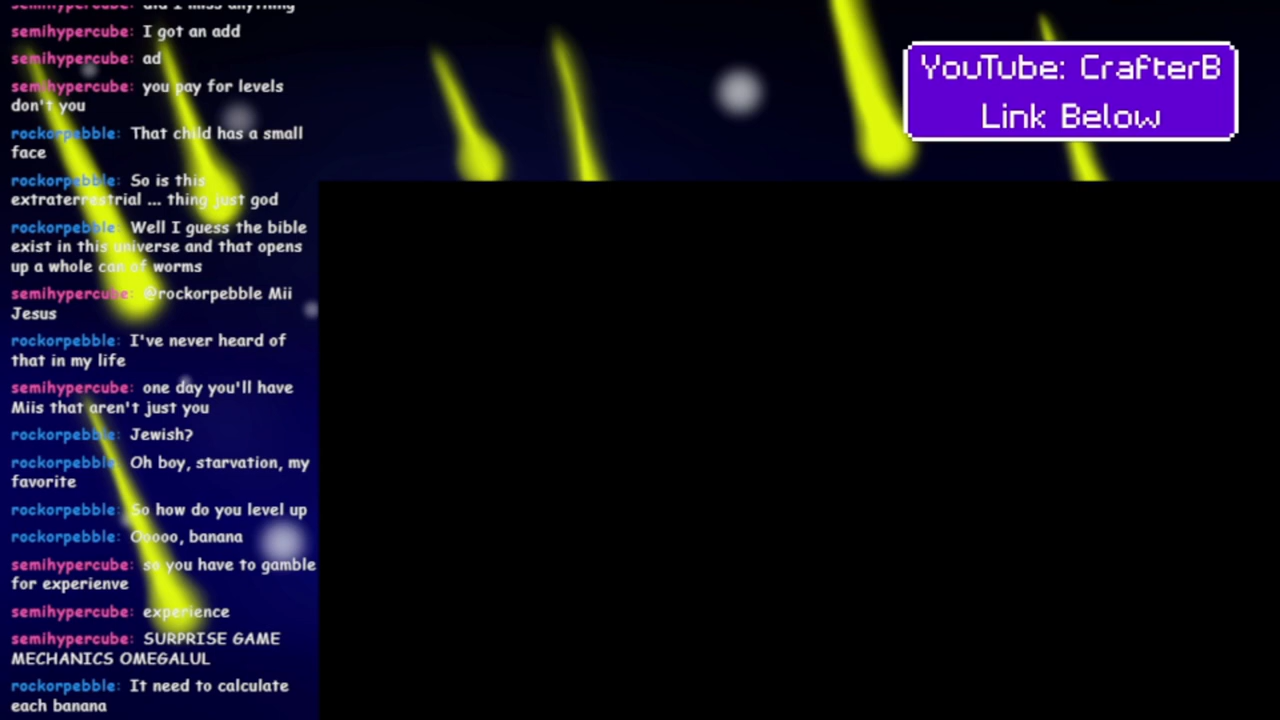 semihypercube: did I miss anything
semihypercube: I got an add
semihypercube: ad
semihypercube: you pay for levels
don't you
rockorpebble: That child has a small
face
rockorpebble: So is this
extraterrestrial ... thing just god
rockorpebble: Well I guess the bible
exist in this universe and that opens
up a whole can of worms
semihypercube: @rockorpebble Mii
Jesus
rockorpebble: I've never heard of
that in my life
semihypercube: one day you'll have
Miis that aren't just you
rockorpebble: Jewish?
rockorpebble: Oh boy, starvation, my
favorite
rockorpebble: So how do you level up
rockorpebble: Ooooo, banana
semihypercube: so you have to gamble
for experienve
semihypercube: experience
semihypercube: SURPRISE GAME
MECHANICS OMEGALUL
rockorpebble: It need to calculate
each banana
YouTube: CrafterB
Link Below